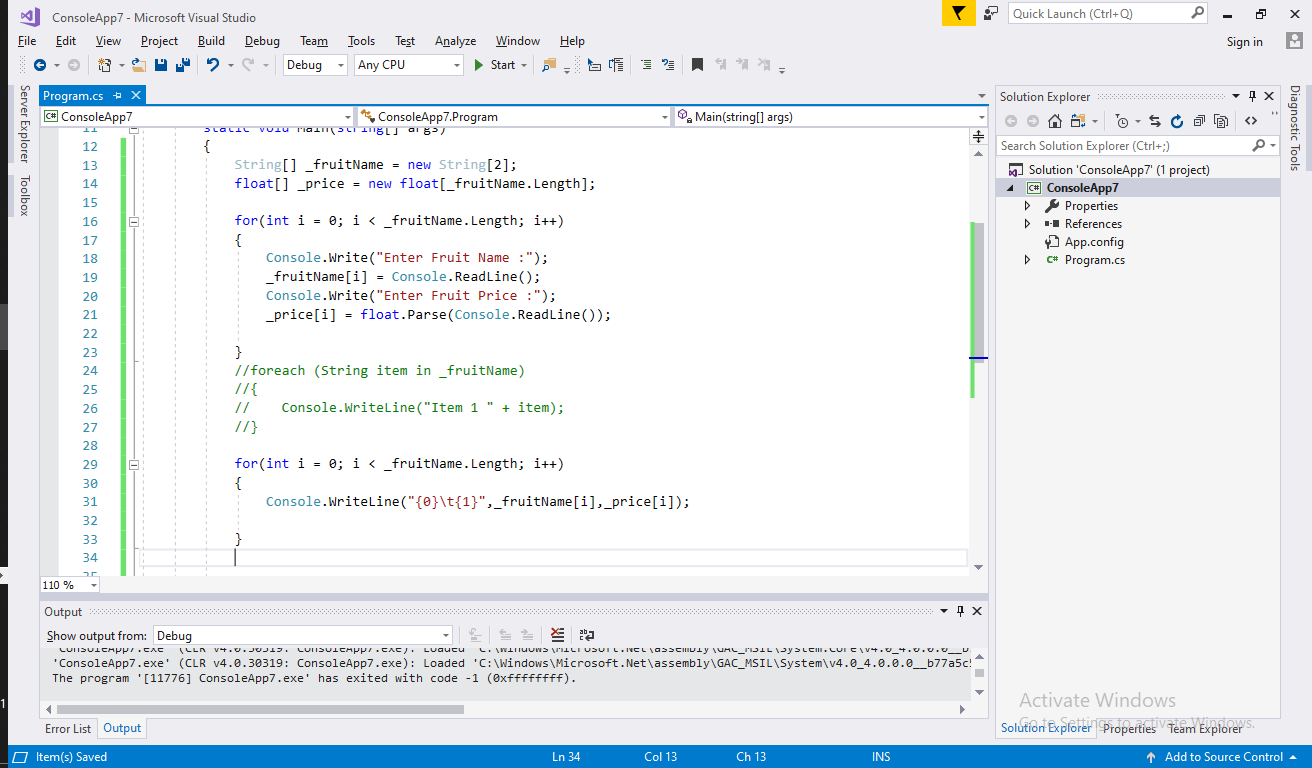 ConsoleApp7 - Microsoft Visual Studio
Quick Launch (Ctrl+Q)
File Edit View Project Build Debug Team Tools Test Analyze Window Help
Sign in
Debug Any CPU Start
Server Explorer
Toolbox
Program.cs
C# ConsoleApp7 ConsoleApp7.Program Main(string[] args)
11 static void Main(string[] args)
12 {
13 String[] _fruitName = new String[2];
14 float[] _price = new float[_fruitName.Length];
15
16 for(int i = 0; i < _fruitName.Length; i++)
17 {
18 Console.Write("Enter Fruit Name :");
19 _fruitName[i] = Console.ReadLine();
20 Console.Write("Enter Fruit Price :");
21 _price[i] = float.Parse(Console.ReadLine());
22
23 }
24 //foreach (String item in _fruitName)
25 //{
26 //    Console.WriteLine("Item 1 " + item);
27 //}
28
29 for(int i = 0; i < _fruitName.Length; i++)
30 {
31 Console.WriteLine("{0}\t{1}",_fruitName[i],_price[i]);
32
33 }
34
35
110 %
Output
Show output from: Debug
'ConsoleApp7.exe' (CLR v4.0.30319: ConsoleApp7.exe): Loaded 'C:\Windows\Microsoft.Net\assembly\GAC_MSIL\System.Core\v4.0_4.0.0.0__b
'ConsoleApp7.exe' (CLR v4.0.30319: ConsoleApp7.exe): Loaded 'C:\Windows\Microsoft.Net\assembly\GAC_MSIL\System\v4.0_4.0.0.0__b77a5c5
The program '[11776] ConsoleApp7.exe' has exited with code -1 (0xffffffff).
Error List Output
Solution Explorer
Search Solution Explorer (Ctrl+;)
Solution 'ConsoleApp7' (1 project)
C# ConsoleApp7
Properties
References
App.config
C# Program.cs
Diagnostic Tools
Activate Windows
Go to Settings to activate Windows.
Solution Explorer Properties Team Explorer
1
Item(s) Saved Ln 34 Col 13 Ch 13 INS Add to Source Control